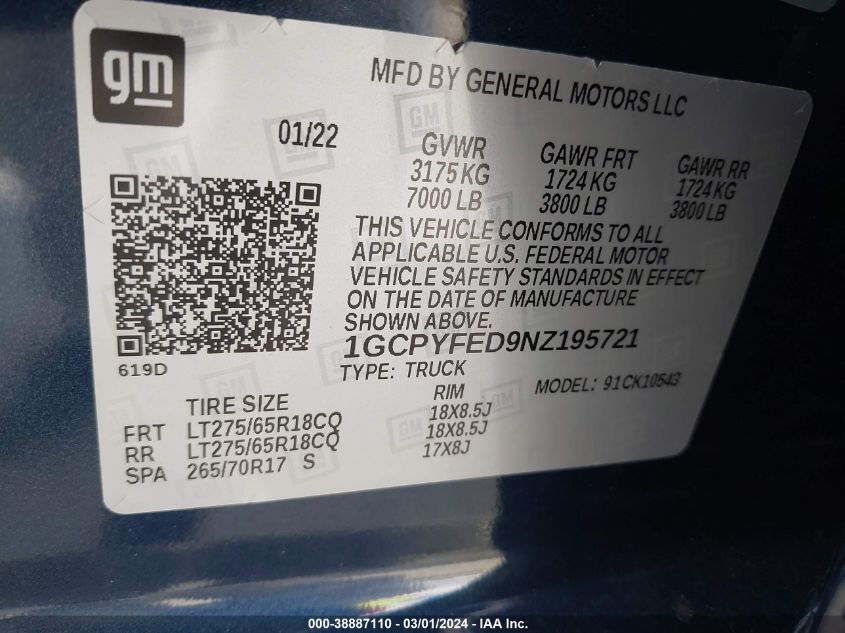 gm
MFD BY GENERAL MOTORS LLC
01/22
GVWR GAWR FRT GAWR RR
3175 KG 1724 KG 1724 KG
7000 LB 3800 LB 3800 LB
THIS VEHICLE CONFORMS TO ALL
APPLICABLE U.S. FEDERAL MOTOR
VEHICLE SAFETY STANDARDS IN EFFECT
ON THE DATE OF MANUFACTURE
SHOWN ABOVE.
1GCPYFED9NZ195721
619D
TYPE: TRUCK MODEL: 91CK10543
TIRE SIZE RIM
FRT LT275/65R18CQ 18X8.5J
RR LT275/65R18CQ 18X8.5J
SPA 265/70R17 S 17X8J
000-38887110 - 03/01/2024 - IAA Inc.